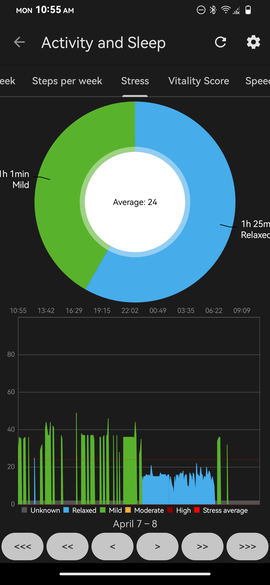 MON 10:55 AM
Activity and Sleep
eek Steps per week Stress Vitality Score Speed
1h 1min
Mild
Average: 24
1h 25m
Relaxed
10:55 13:42 16:29 19:15 22:02 00:49 03:35 06:22 09:09
80
60
40
20
0
Unknown Relaxed Mild Moderate High Stress average
April 7 – 8
<<< << < > >> >>>